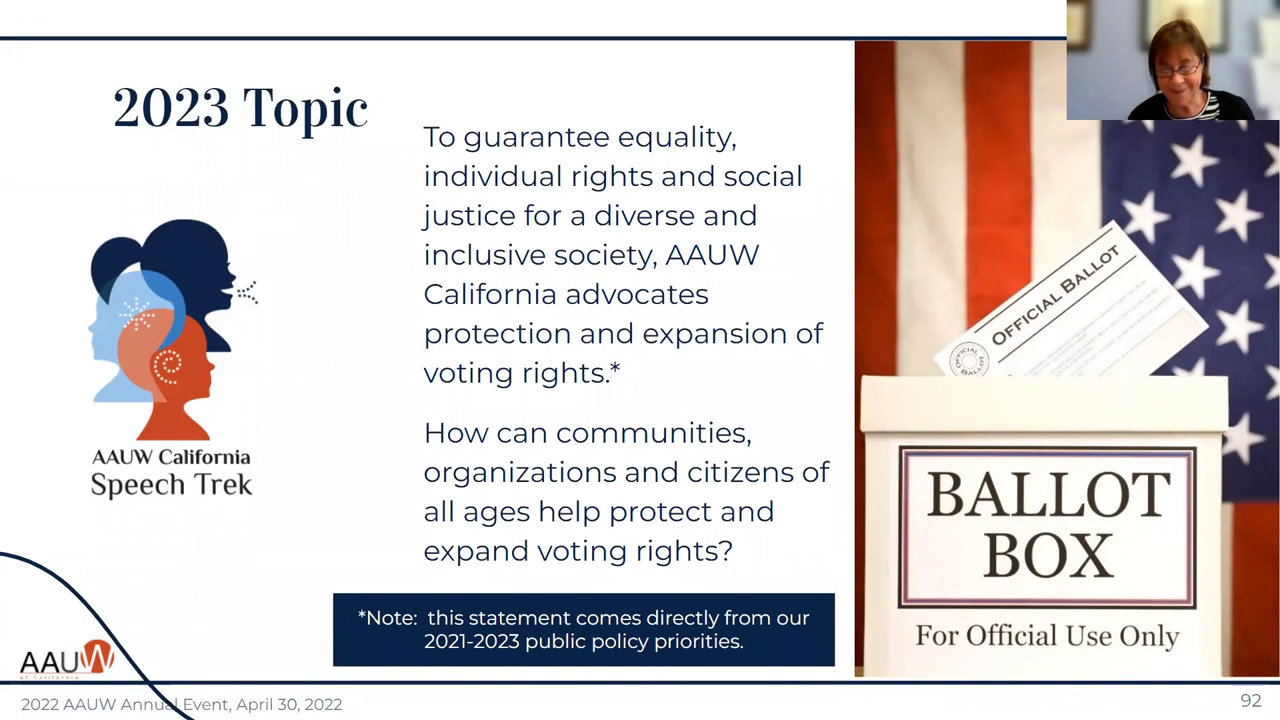 2023 Topic
To guarantee equality,
individual rights and social
justice for a diverse and
inclusive society, AAUW
California advocates
protection and expansion of
voting rights.*
How can communities,
organizations and citizens of
all ages help protect and
expand voting rights?
AAUW California
Speech Trek
*Note: this statement comes directly from our
2021-2023 public policy priorities.
OFFICIAL BALLOT
BALLOT
BOX
For Official Use Only
AAUW
of California
2022 AAUW Annual Event, April 30, 2022
92